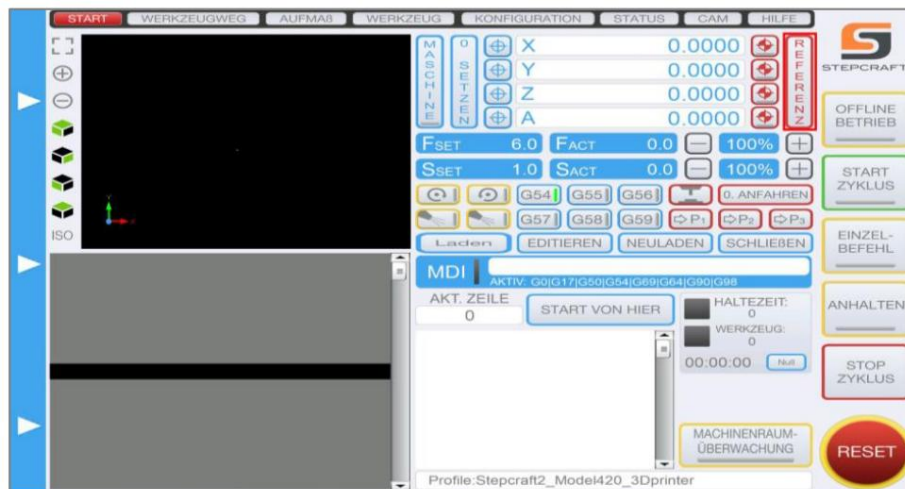 START WERKZEUGWEG AUFMAß WERKZEUG KONFIGURATION STATUS CAM HILFE
ISO
MASCHINE
0 SETZEN
X 0.0000
Y 0.0000
Z 0.0000
A 0.0000
REFERENZ
FSET 6.0 FACT 0.0 100%
SSET 1.0 SACT 0.0 100%
G54 G55 G56 0. ANFAHREN
G57 G58 G59 P1 P2 P3
Laden EDITIEREN NEULADEN SCHLIEßEN
MDI
AKTIV: G0|G17|G50|G54|G69|G64|G90|G98
AKT. ZEILE
0
START VON HIER
HALTEZEIT:
0
WERKZEUG:
0
00:00:00 Null
MACHINENRAUM-
ÜBERWACHUNG
Profile:Stepcraft2_Model420_3Dprinter
STEPCRAFT
OFFLINE
BETRIEB
START
ZYKLUS
EINZEL-
BEFEHL
ANHALTEN
STOP
ZYKLUS
RESET